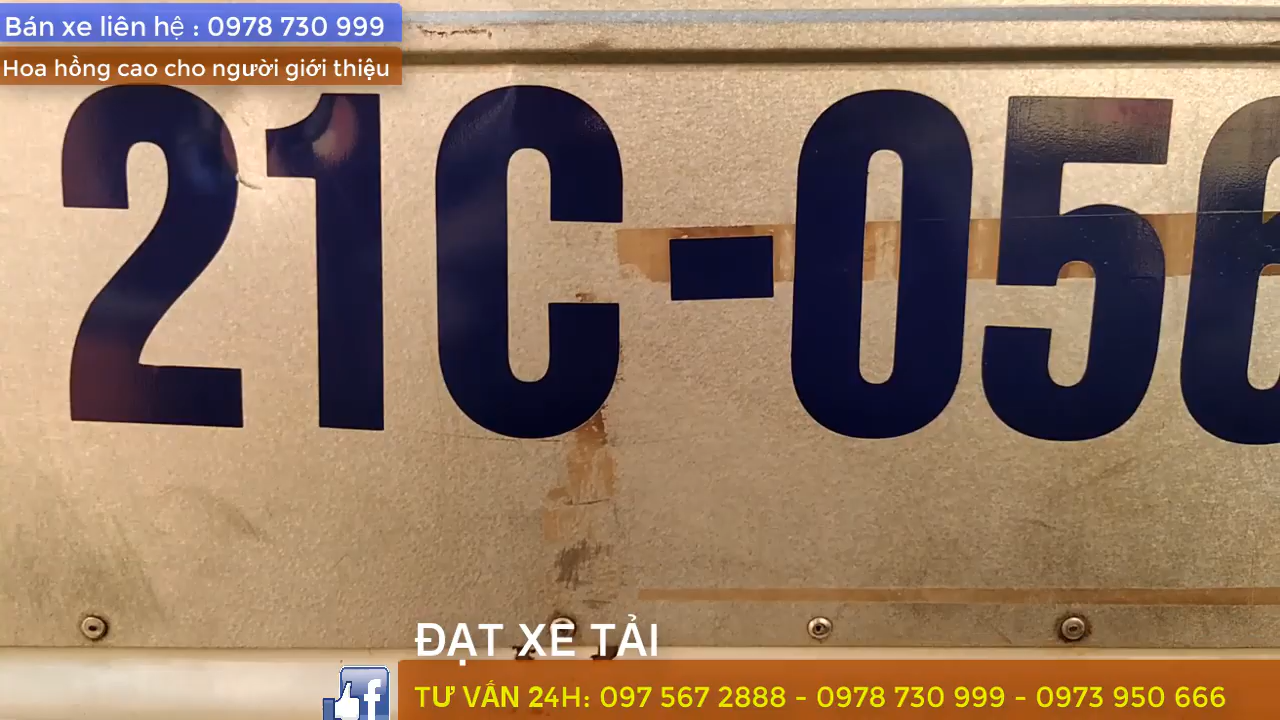 Bán xe liên hệ : 0978 730 999
Hoa hồng cao cho người giới thiệu
21C-056
ĐẠT XE TẢI
f
TƯ VẤN 24H: 097 567 2888 - 0978 730 999 - 0973 950 666